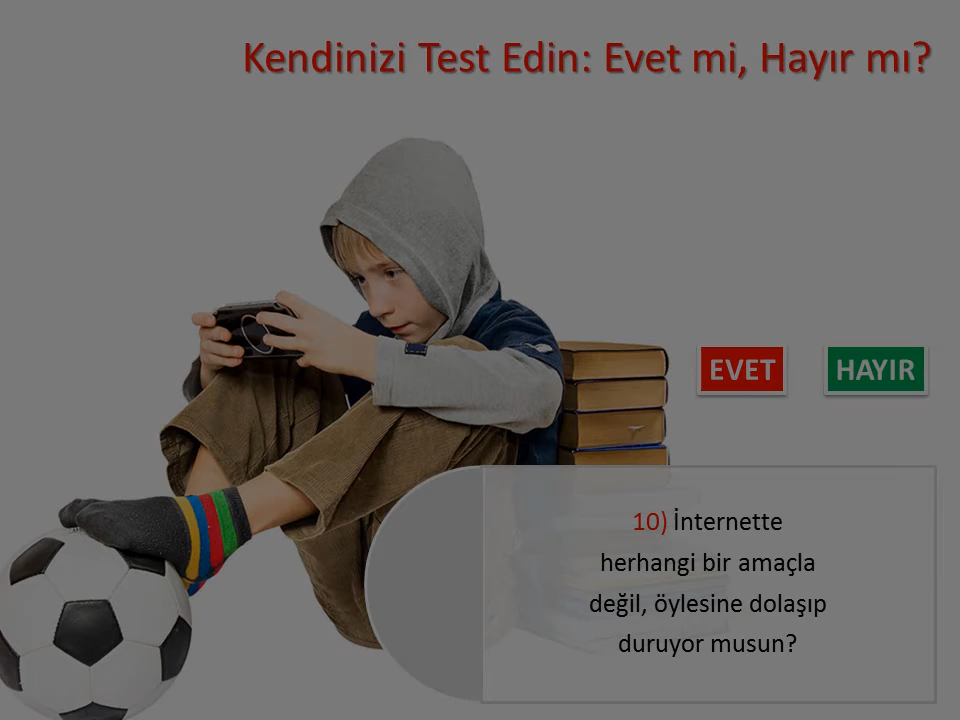 Kendinizi Test Edin: Evet mi, Hayır mı?
EVET
HAYIR
10) İnternette
herhangi bir amaçla
değil, öylesine dolaşıp
duruyor musun?